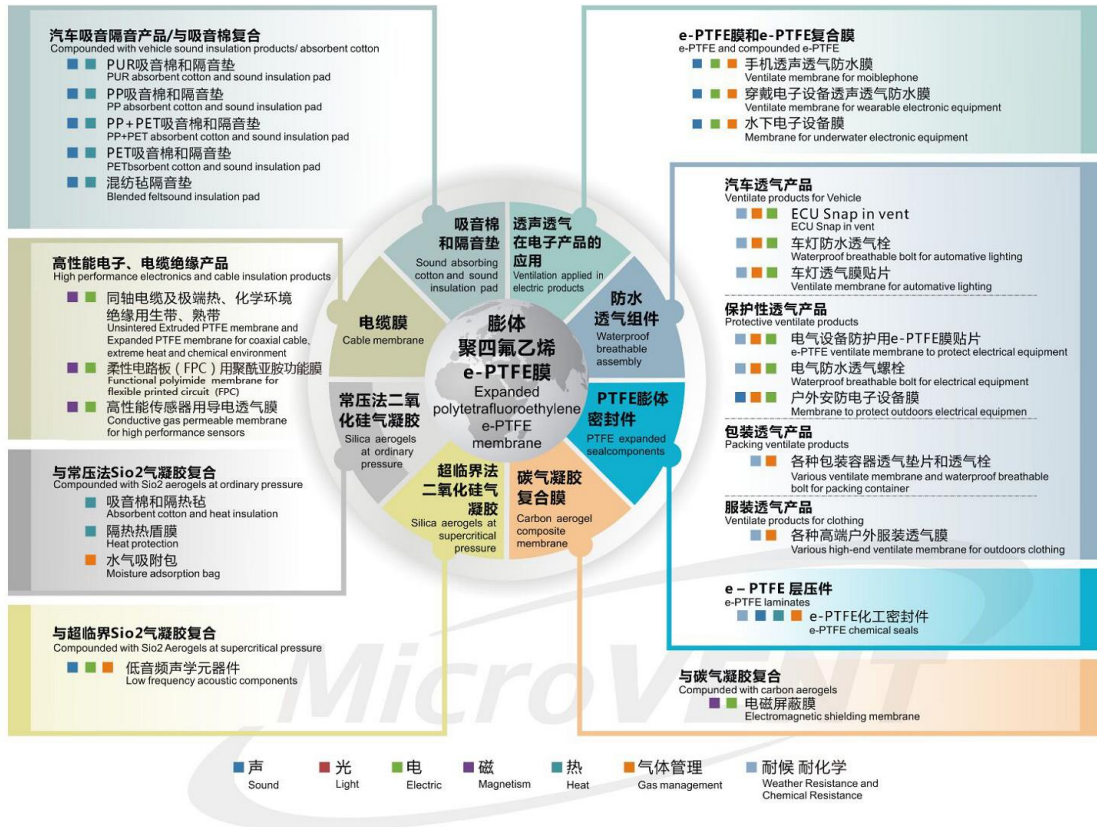 汽车吸音隔音产品/与吸音棉复合
Compounded with vehicle sound insulation products/ absorbent cotton
PUR吸音棉和隔音垫
PUR absorbent cotton and sound insulation pad
PP吸音棉和隔音垫
PP absorbent cotton and sound insulation pad
PP+PET吸音棉和隔音垫
PP+PET absorbent cotton and sound insulation pad
PET吸音棉和隔音垫
PETbsorbent cotton and sound insulation pad
混纺毡隔音垫
Blended feltsound insulation pad
高性能电子、电缆绝缘产品
High performance electronics and cable insulation products
同轴电缆及极端热、化学环境
绝缘用生带、熟带
Unsintered Extruded PTFE membrane and
Expanded PTFE membrane for coaxial cable,
extreme heat and chemical environment
柔性电路板（FPC）用聚酰亚胺功能膜
Functional polyimide membrane for
flexible printed circuit (FPC)
高性能传感器用导电透气膜
Conductive gas permeable membrane
for high performance sensors
与常压法Sio2气凝胶复合
Compounded with Sio2 aerogels at ordinary pressure
吸音棉和隔热毡
Absorbent cotton and heat insulation
隔热热盾膜
Heat protection
水气吸附包
Moisture adsorption bag
与超临界Sio2气凝胶复合
Compounded with Sio2 Aerogels at supercritical pressure
低音频声学元器件
Low frequency acoustic components
吸音棉
和隔音垫
Sound absorbing
cotton and sound
insulation pad
透声透气
在电子产品的
应用
Ventilation applied in
electric products
电缆膜
Cable membrane
防水
透气组件
Waterproof
breathable
assembly
膨体
聚四氟乙烯
e-PTFE膜
Expanded
polytetrafluoroethylene
e-PTFE
membrane
常压法二氧
化硅气凝胶
Silica aerogels
at ordinary
pressure
PTFE膨体
密封件
PTFE expanded
sealcomponents
超临界法
二氧化硅气
凝胶
Silica aerogels at
supercritical
pressure
碳气凝胶
复合膜
Carbon aerogel
composite
membrane
e-PTFE膜和e-PTFE复合膜
e-PTFE and compounded e-PTFE
手机透声透气防水膜
Ventilate membrane for moiblephone
穿戴电子设备透声透气防水膜
Ventilate membrane for wearable electronic equipment
水下电子设备膜
Membrane for underwater electronic equipment
汽车透气产品
Ventilate products for Vehicle
ECU Snap in vent
ECU Snap in vent
车灯防水透气栓
Waterproof breathable bolt for automative lighting
车灯透气膜贴片
Ventilate membrane for automative lighting
保护性透气产品
Protective ventilate products
电气设备防护用e-PTFE膜贴片
e-PTFE ventilate membrane to protect electrical equipment
电气防水透气螺栓
Waterproof breathable bolt for electrical equipment
户外安防电子设备膜
Membrane to protect outdoors electrical equipmen
包装透气产品
Packing ventilate products
各种包装容器透气垫片和透气栓
Various ventilate membrane and waterproof breathable
bolt for packing container
服装透气产品
Ventilate products for clothing
各种高端户外服装透气膜
Various high-end ventilate membrane for outdoors clothing
e－PTFE 层压件
e-PTFE laminates
e-PTFE化工密封件
e-PTFE chemical seals
与碳气凝胶复合
Compunded with carbon aerogels
电磁屏蔽膜
Electromagnetic shielding membrane
MicroVENT
声
Sound
光
Light
电
Electric
磁
Magnetism
热
Heat
气体管理
Gas management
耐候 耐化学
Weather Resistance and
Chemical Resistance